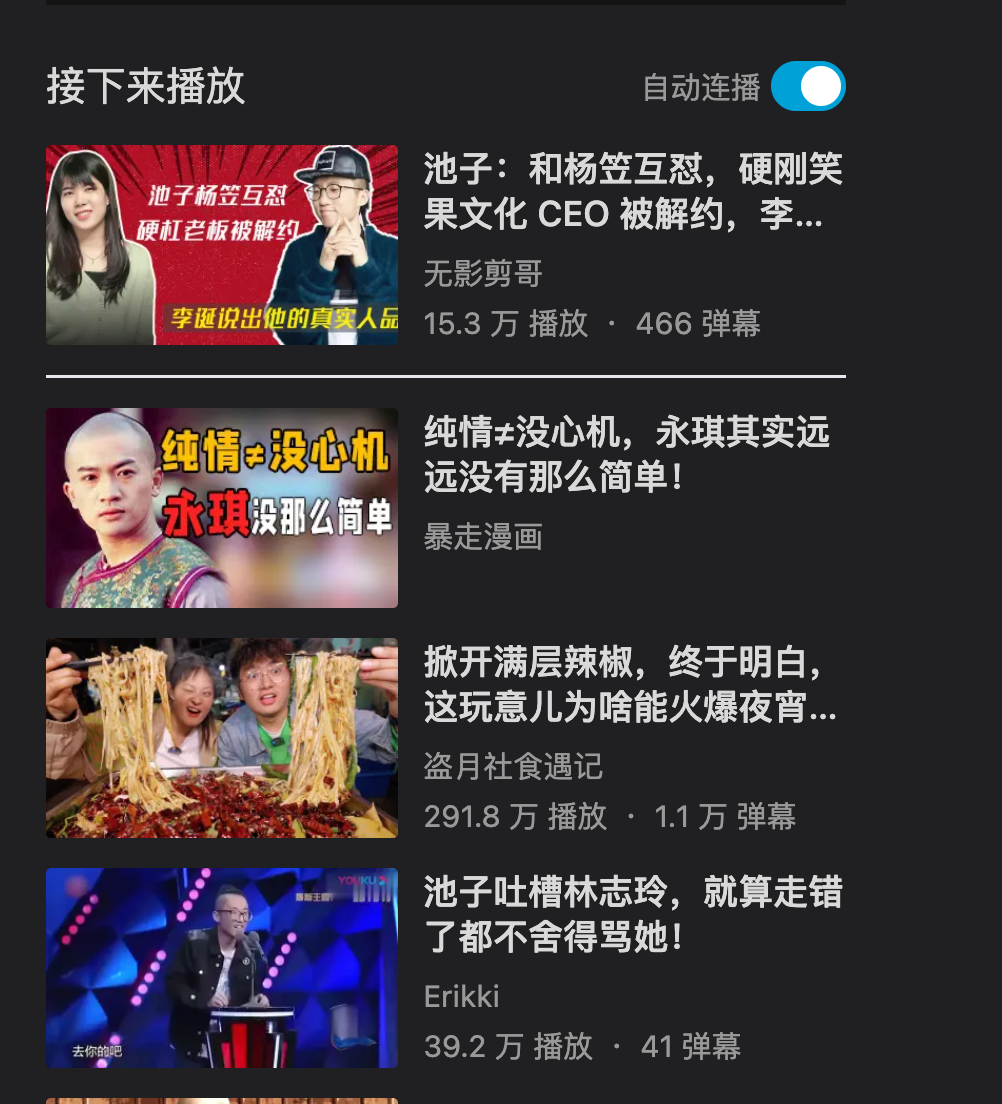 接下来播放
自动连播
池子杨笠互怼
硬杠老板被解约
李诞说出他的真实人品
池子：和杨笠互怼，硬刚笑
果文化 CEO 被解约，李...
无影剪哥
15.3 万 播放 · 466 弹幕
纯情≠没心机
永琪没那么简单
纯情≠没心机，永琪其实远
远没有那么简单！
暴走漫画
掀开满层辣椒，终于明白，
这玩意儿为啥能火爆夜宵...
盗月社食遇记
291.8 万 播放 · 1.1 万 弹幕
YOUKU
去你的吧
池子吐槽林志玲，就算走错
了都不舍得骂她！
Erikki
39.2 万 播放 · 41 弹幕